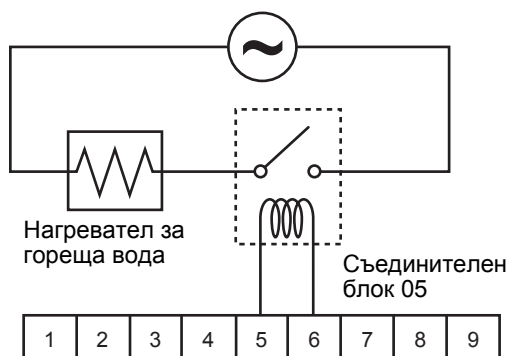 Нагревател за
гореща вода
Съединителен
блок 05
1 2 3 4 5 6 7 8 9